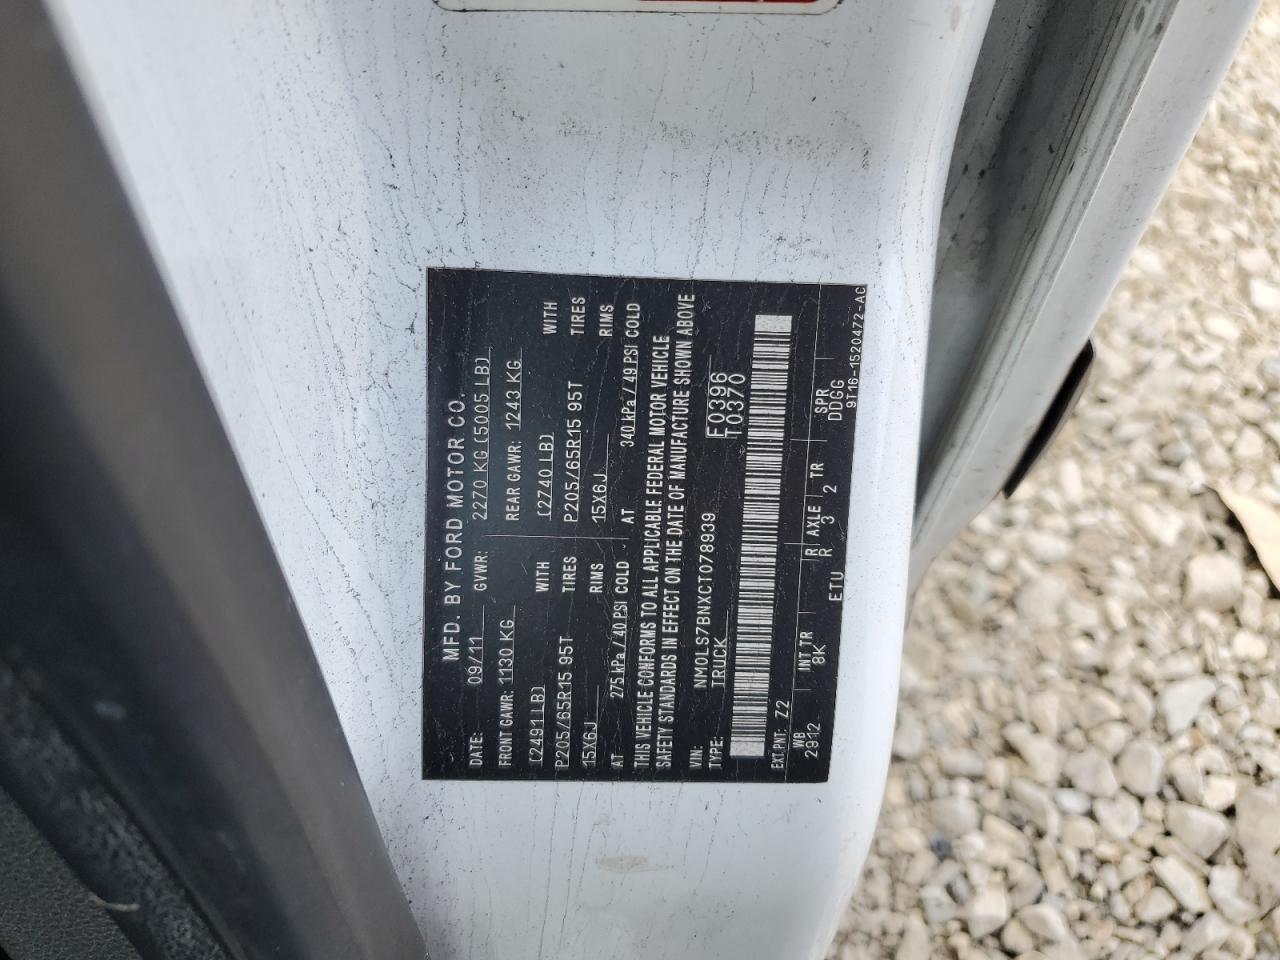 MFD. BY FORD MOTOR CO.
DATE: 09/11 GVWR: 2270 KG (5005 LB)
FRONT GAWR: 1130 KG REAR GAWR: 1243 KG
(2491 LB) WITH (2740 LB) WITH
P205/65R15 95T TIRES P205/65R15 95T TIRES
15X6J RIMS 15X6J RIMS
AT 275 kPa / 40 PSI COLD AT 340 kPa / 49 PSI COLD
THIS VEHICLE CONFORMS TO ALL APPLICABLE FEDERAL MOTOR VEHICLE
SAFETY STANDARDS IN EFFECT ON THE DATE OF MANUFACTURE SHOWN ABOVE
VIN: NM0LS7BNXCT078939 F0396
TYPE: TRUCK T0370
EXT PNT: Z2
WB INT TR R AXLE TR SPR
2912 8K R 3 2 DDGG
ETU 9T16-1520472-AC